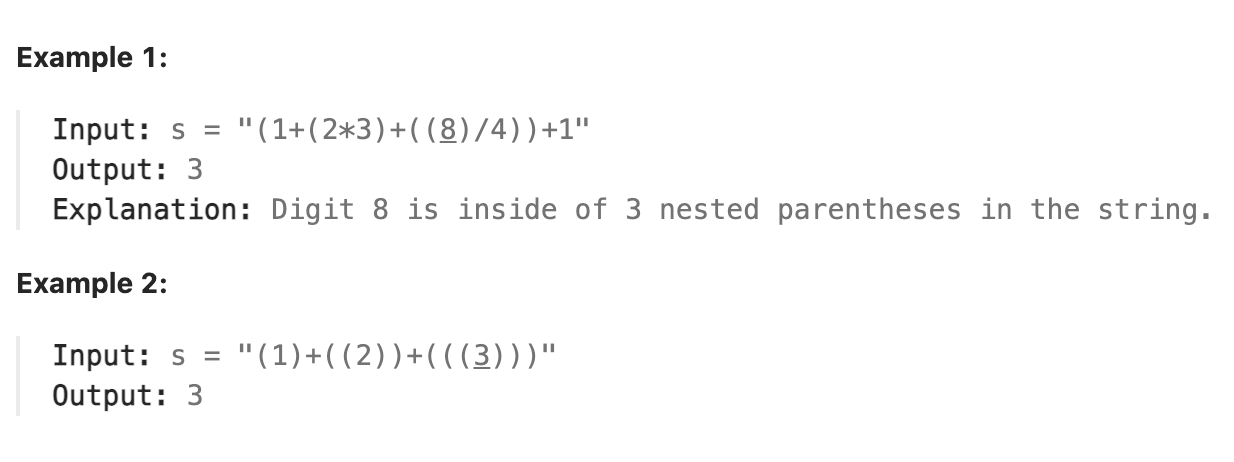 Example 1:
Input: s = "(1+(2*3)+((8)/4))+1"
Output: 3
Explanation: Digit 8 is inside of 3 nested parentheses in the string.
Example 2:
Input: s = "(1)+((2))+(((3)))"
Output: 3